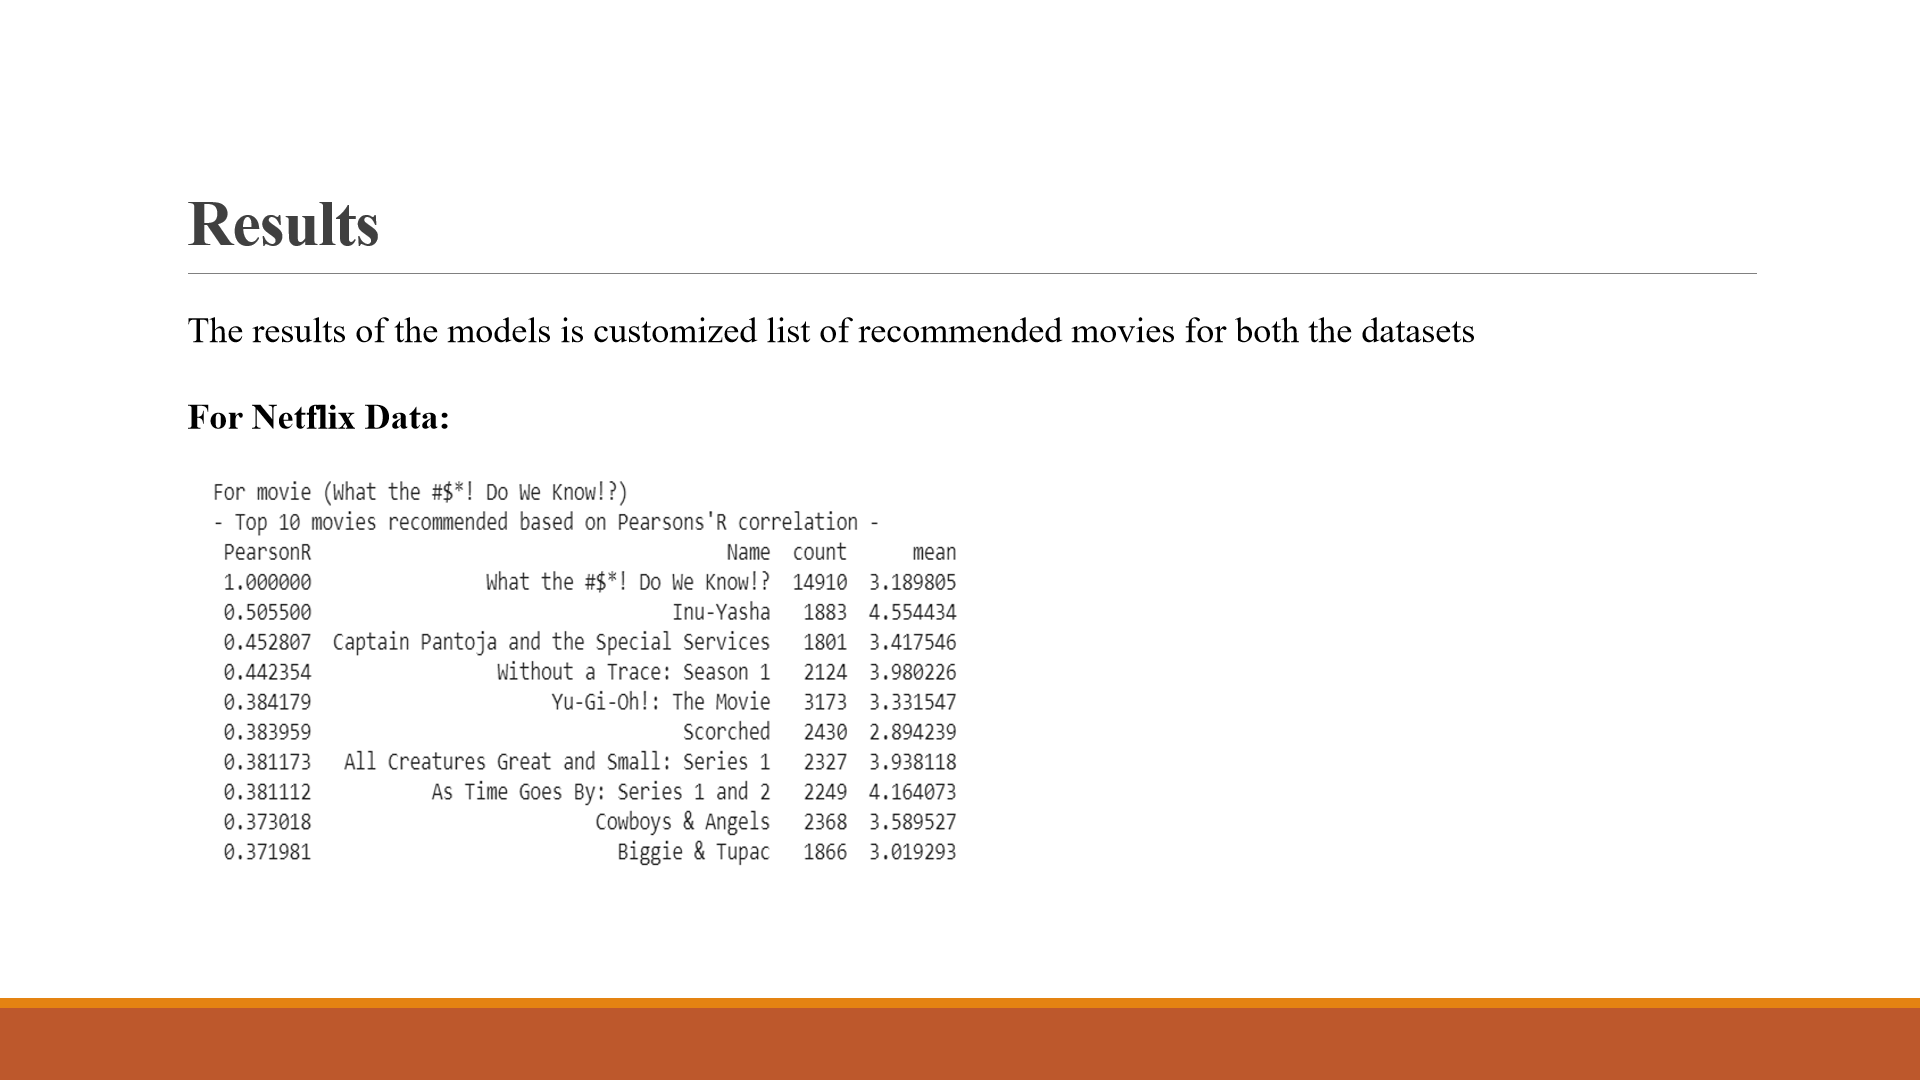 Results
The results of the models is customized list of recommended movies for both the datasets
For Netflix Data:
For movie (What the #$*! Do We Know!?)
- Top 10 movies recommended based on Pearsons'R correlation -
PearsonR Name count mean
1.000000 What the #$*! Do We Know!? 14910 3.189805
0.505500 Inu-Yasha 1883 4.554434
0.452807 Captain Pantoja and the Special Services 1801 3.417546
0.442354 Without a Trace: Season 1 2124 3.980226
0.384179 Yu-Gi-Oh!: The Movie 3173 3.331547
0.383959 Scorched 2430 2.894239
0.381173 All Creatures Great and Small: Series 1 2327 3.938118
0.381112 As Time Goes By: Series 1 and 2 2249 4.164073
0.373018 Cowboys & Angels 2368 3.589527
0.371981 Biggie & Tupac 1866 3.019293